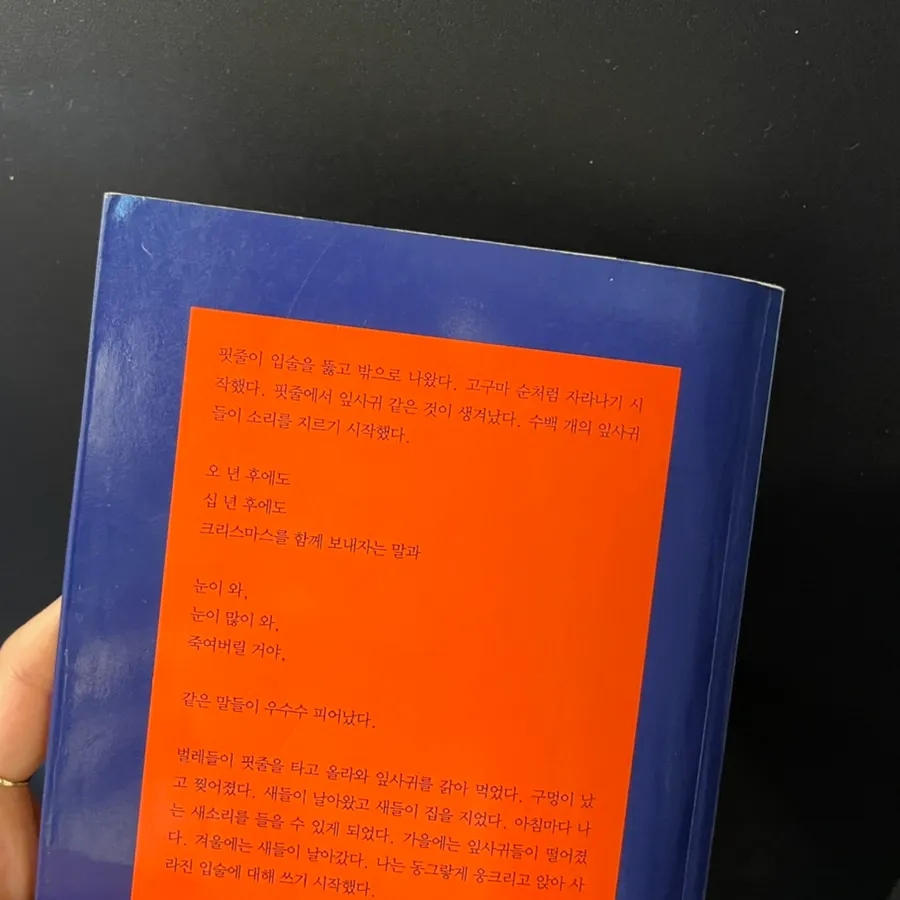 핏줄이 입술을 뚫고 밖으로 나왔다. 고구마 순처럼 자라나기 시
작했다. 핏줄에서 잎사귀 같은 것이 생겨났다. 수백 개의 잎사귀
들이 소리를 지르기 시작했다.
오 년 후에도
십 년 후에도
크리스마스를 함께 보내자는 말과
눈이 와,
눈이 많이 와,
죽여버릴 거야,
같은 말들이 우수수 피어났다.
벌레들이 핏줄을 타고 올라와 잎사귀를 갉아 먹었다. 구멍이 났
고 찢어졌다. 새들이 날아왔고 새들이 집을 지었다. 아침마다 나
는 새소리를 들을 수 있게 되었다. 가을에는 잎사귀들이 떨어졌
다. 겨울에는 새들이 날아갔다. 나는 동그랗게 웅크리고 앉아 사
라진 입술에 대해 쓰기 시작했다.